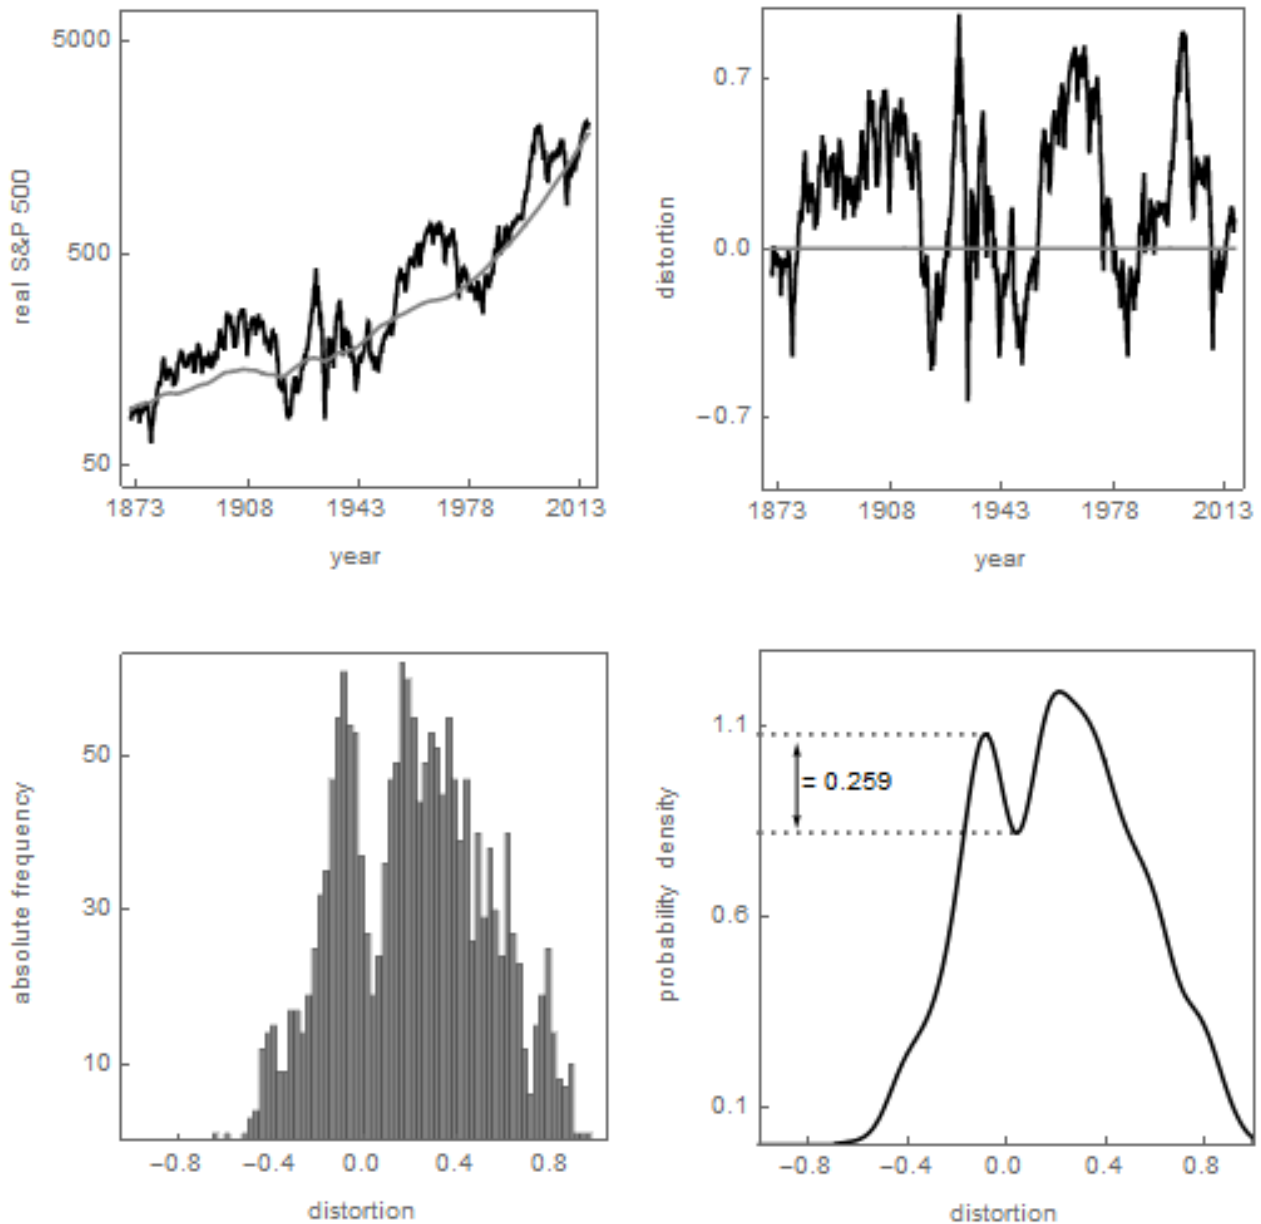 5000
500
50
real S&P 500
1873 1908 1943 1978 2013
year
0.7
0.0
−0.7
distortion
1873 1908 1943 1978 2013
year
50
30
10
absolute frequency
−0.8 −0.4 0.0 0.4 0.8
distortion
1.1
0.6
0.1
probability density
= 0.259
−0.8 −0.4 0.0 0.4 0.8
distortion